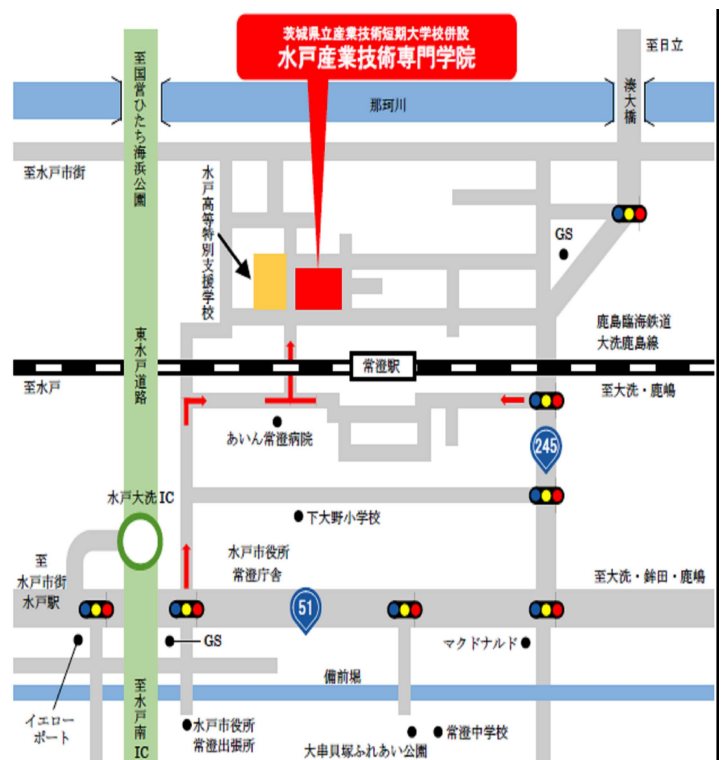 茨城県立産業技術短期大学校併設
水戸産業技術専門学院
至日立
至国営ひたち海浜公園
那珂川
湊大橋
至水戸市街
水戸高等特別支援学校
GS
鹿島臨海鉄道
大洗鹿島線
東水戸道路
常澄駅
至水戸
至大洗・鹿嶋
あいん常澄病院
245
水戸大洗IC
下大野小学校
水戸市役所
常澄庁舎
至
水戸市街
水戸駅
至大洗・鉾田・鹿嶋
51
GS
マクドナルド
備前堀
至水戸南IC
イエロー
ポート
水戸市役所
常澄出張所
常澄中学校
大串貝塚ふれあい公園